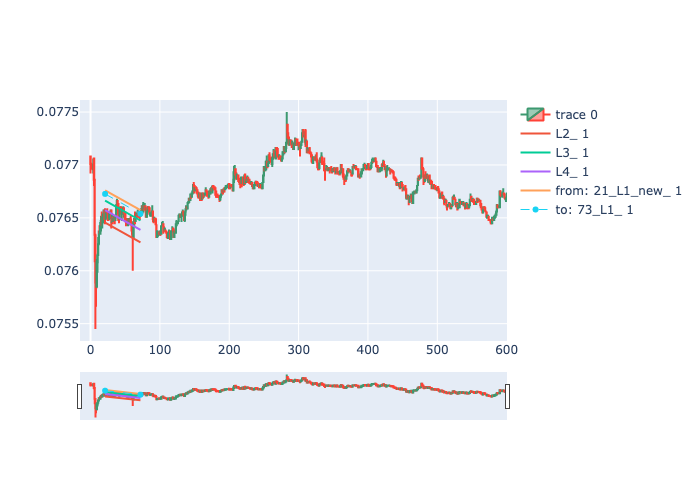 0.0775
0.077
0.0765
0.076
0.0755
0
100
200
300
400
500
600
trace 0
L2_ 1
L3_ 1
L4_ 1
from: 21_L1_new_ 1
to: 73_L1_ 1